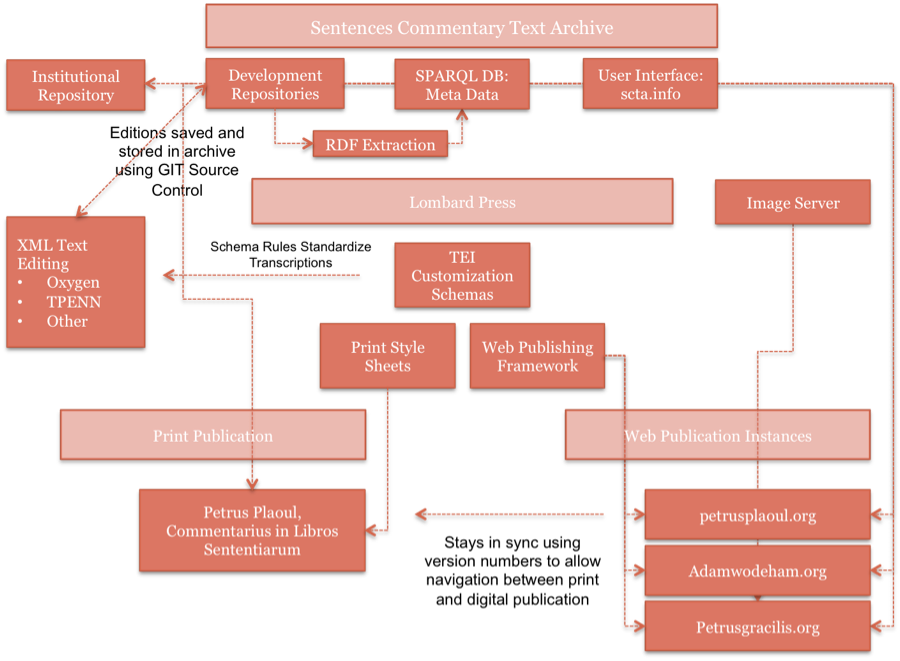 Sentences Commentary Text Archive
Institutional
Repository
Development
Repositories
SPARQL DB:
Meta Data
User Interface:
scta.info
RDF Extraction
Editions saved and
stored in archive
using GIT Source
Control
Lombard Press
Image Server
XML Text
Editing
• Oxygen
• TPENN
• Other
Schema Rules Standardize
Transcriptions
TEI
Customization
Schemas
Print Style
Sheets
Web Publishing
Framework
Print Publication
Web Publication Instances
Petrus Plaoul,
Commentarius in Libros
Sententiarum
petrusplaoul.org
Stays in sync using
version numbers to allow
navigation between print
and digital publication
Adamwodeham.org
Petrusgracilis.org